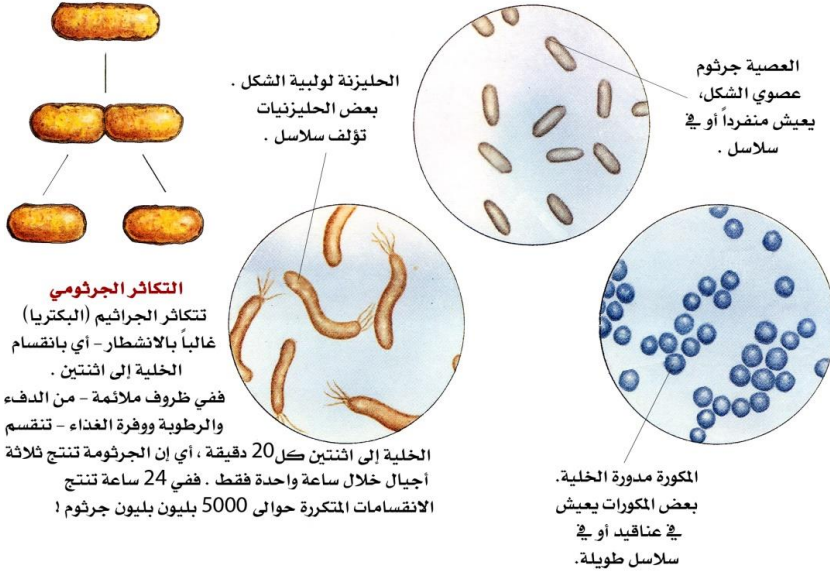 العصية جرثوم
عصوي الشكل،
يعيش منفرداً أو في
سلاسل .
الحليزنة لولبية الشكل .
بعض الحليزنيات
تؤلف سلاسل .
التكاثر الجرثومي
تتكاثر الجراثيم (البكتريا)
غالباً بالانشطار – أي بانقسام
الخلية إلى اثنتين .
ففي ظروف ملائمة – من الدفء
والرطوبة ووفرة الغذاء – تنقسم
الخلية إلى اثنتين كل 20 دقيقة ، أي إن الجرثومة تنتج ثلاثة
أجيال خلال ساعة واحدة فقط . ففي 24 ساعة تنتج
الانقسامات المتكررة حوالى 5000 بليون بليون جرثوم !
المكورة مدورة الخلية.
بعض المكورات يعيش
في عناقيد أو في
سلاسل طويلة.